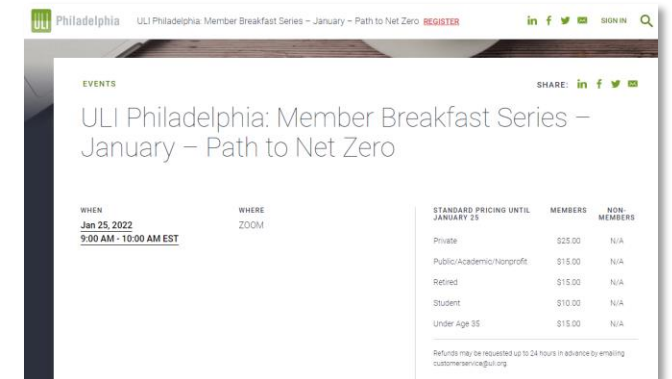 ULI Philadelphia ULI Philadelphia: Member Breakfast Series – January – Path to Net Zero REGISTER in f SIGN IN
EVENTS
SHARE: in f
ULI Philadelphia: Member Breakfast Series –
January – Path to Net Zero
WHEN
Jan 25, 2022
9:00 AM - 10:00 AM EST
WHERE
ZOOM
STANDARD PRICING UNTIL JANUARY 25 MEMBERS NON-MEMBERS
Private $25.00 N/A
Public/Academic/Nonprofit $15.00 N/A
Retired $15.00 N/A
Student $10.00 N/A
Under Age 35 $15.00 N/A
Refunds may be requested up to 24 hours in advance by emailing
customerservice@uli.org.